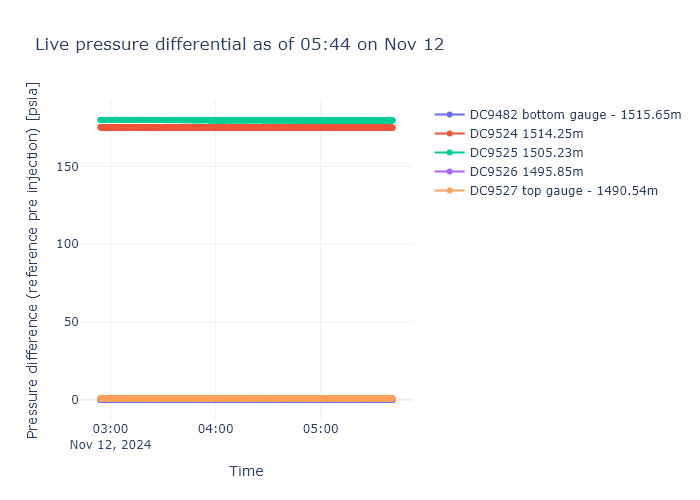 Live pressure differential as of 05:44 on Nov 12
Pressure difference (reference pre injection) [psia]
150
100
50
0
03:00
Nov 12, 2024
04:00
05:00
Time
DC9482 bottom gauge - 1515.65m
DC9524 1514.25m
DC9525 1505.23m
DC9526 1495.85m
DC9527 top gauge - 1490.54m